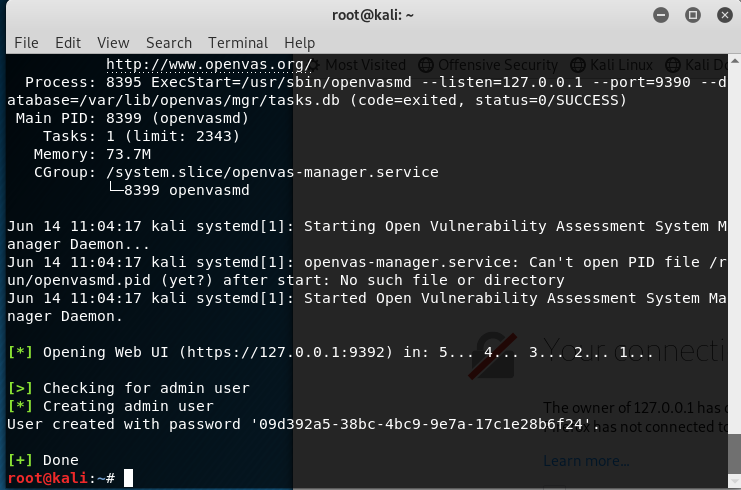 root@kali: ~
File Edit View Search Terminal Help
http://www.openvas.org/ Most Visited Offensive Security Kali Linux Kali Do
Process: 8395 ExecStart=/usr/sbin/openvasmd --listen=127.0.0.1 --port=9390 --d
atabase=/var/lib/openvas/mgr/tasks.db (code=exited, status=0/SUCCESS)
Main PID: 8399 (openvasmd)
Tasks: 1 (limit: 2343)
Memory: 73.7M
CGroup: /system.slice/openvas-manager.service
└─8399 openvasmd
Jun 14 11:04:17 kali systemd[1]: Starting Open Vulnerability Assessment System M
anager Daemon...
Jun 14 11:04:17 kali systemd[1]: openvas-manager.service: Can't open PID file /r
un/openvasmd.pid (yet?) after start: No such file or directory
Jun 14 11:04:17 kali systemd[1]: Started Open Vulnerability Assessment System Ma
nager Daemon.
[*] Opening Web UI (https://127.0.0.1:9392) in: 5... 4... 3... 2... 1...
Your connecti
[>] Checking for admin user
[*] Creating admin user
The owner of 127.0.0.1 has c
User created with password '09d392a5-38bc-4bc9-9e7a-17c1e28b6f24'.
has not connected to
[+] Done
Learn more...
root@kali:~#